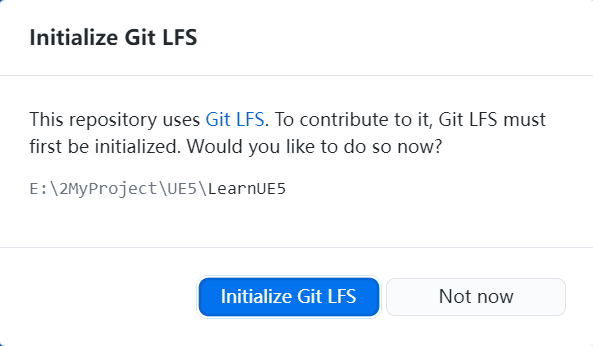 Initialize Git LFS
This repository uses Git LFS. To contribute to it, Git LFS must
first be initialized. Would you like to do so now?
E:\2MyProject\UE5\LearnUE5
Initialize Git LFS
Not now